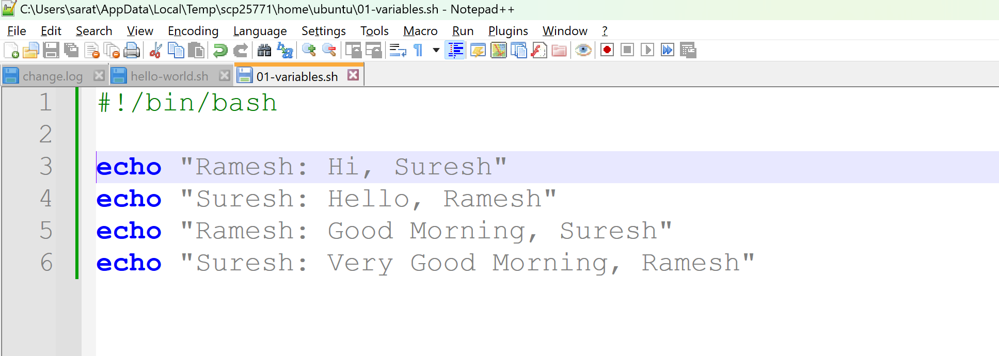 C:\Users\sarat\AppData\Local\Temp\scp25771\home\ubuntu\01-variables.sh - Notepad++
File Edit Search View Encoding Language Settings Tools Macro Run Plugins Window ?
change.log hello-world.sh 01-variables.sh
1 #!/bin/bash
2
3 echo "Ramesh: Hi, Suresh"
4 echo "Suresh: Hello, Ramesh"
5 echo "Ramesh: Good Morning, Suresh"
6 echo "Suresh: Very Good Morning, Ramesh"